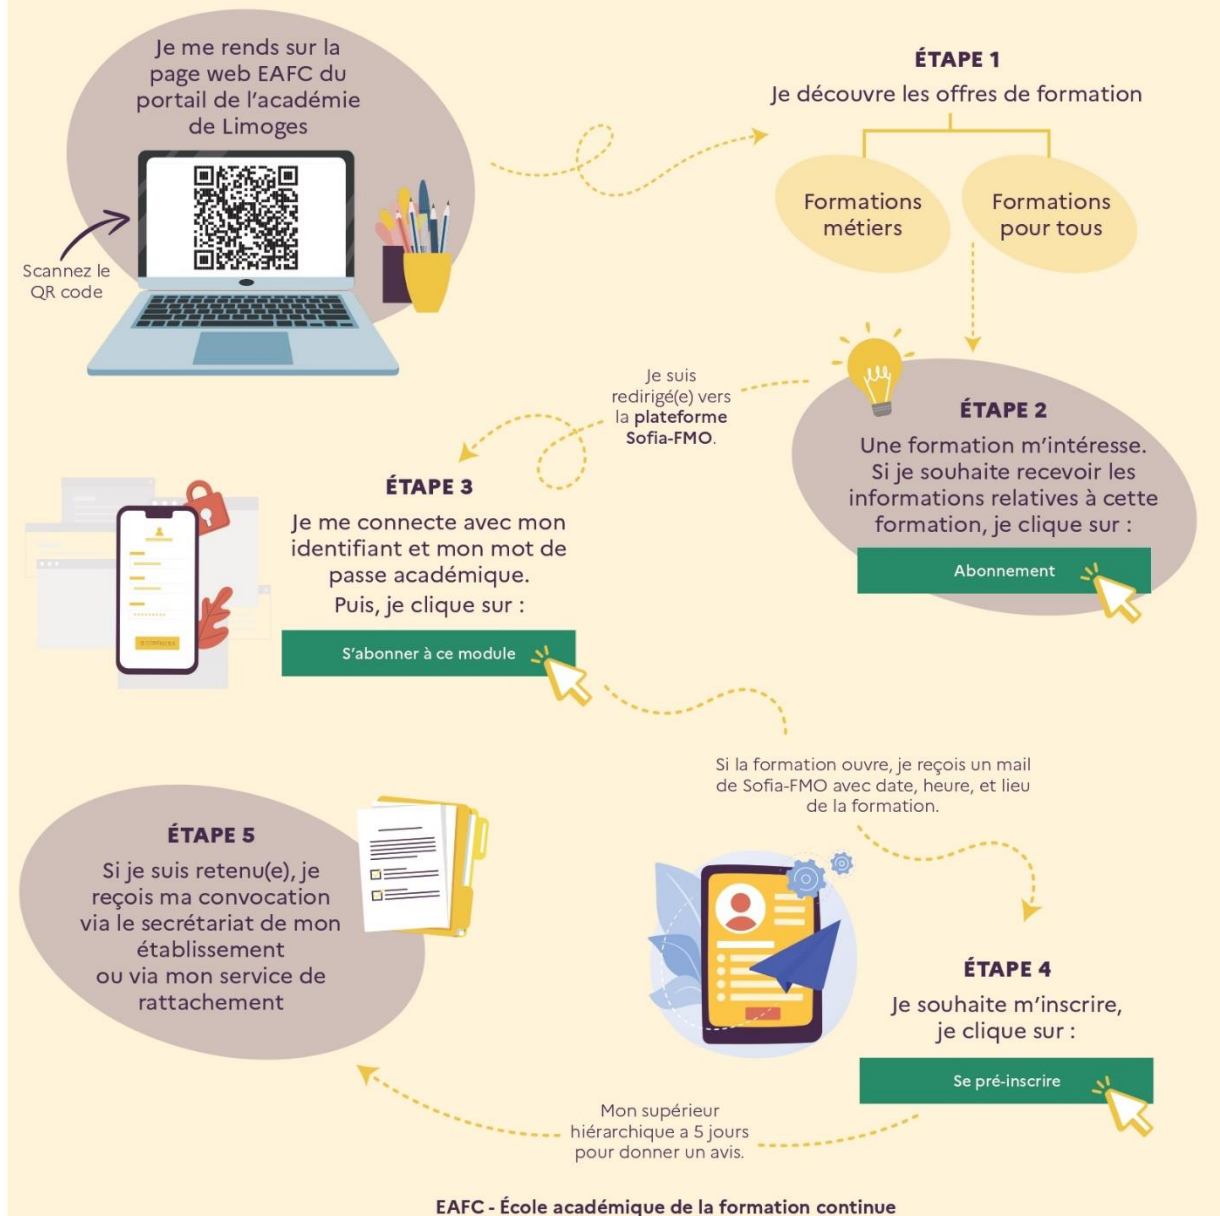 Je me rends sur la
page web EAFC du
portail de l'académie
de Limoges
Scannez le
QR code
ÉTAPE 1
Je découvre les offres de formation
Formations
métiers
Formations
pour tous
ÉTAPE 2
Une formation m'intéresse.
Si je souhaite recevoir les
informations relatives à cette
formation, je clique sur :
Abonnement
Je suis
redirigé(e) vers
la plateforme
Sofia-FMO.
ÉTAPE 3
Je me connecte avec mon
identifiant et mon mot de
passe académique.
Puis, je clique sur :
S'abonner à ce module
Si la formation ouvre, je reçois un mail
de Sofia-FMO avec date, heure, et lieu
de la formation.
ÉTAPE 4
Je souhaite m'inscrire,
je clique sur :
Se pré-inscrire
Mon supérieur
hiérarchique a 5 jours
pour donner un avis.
ÉTAPE 5
Si je suis retenu(e), je
reçois ma convocation
via le secrétariat de mon
établissement
ou via mon service de
rattachement
EAFC - École académique de la formation continue